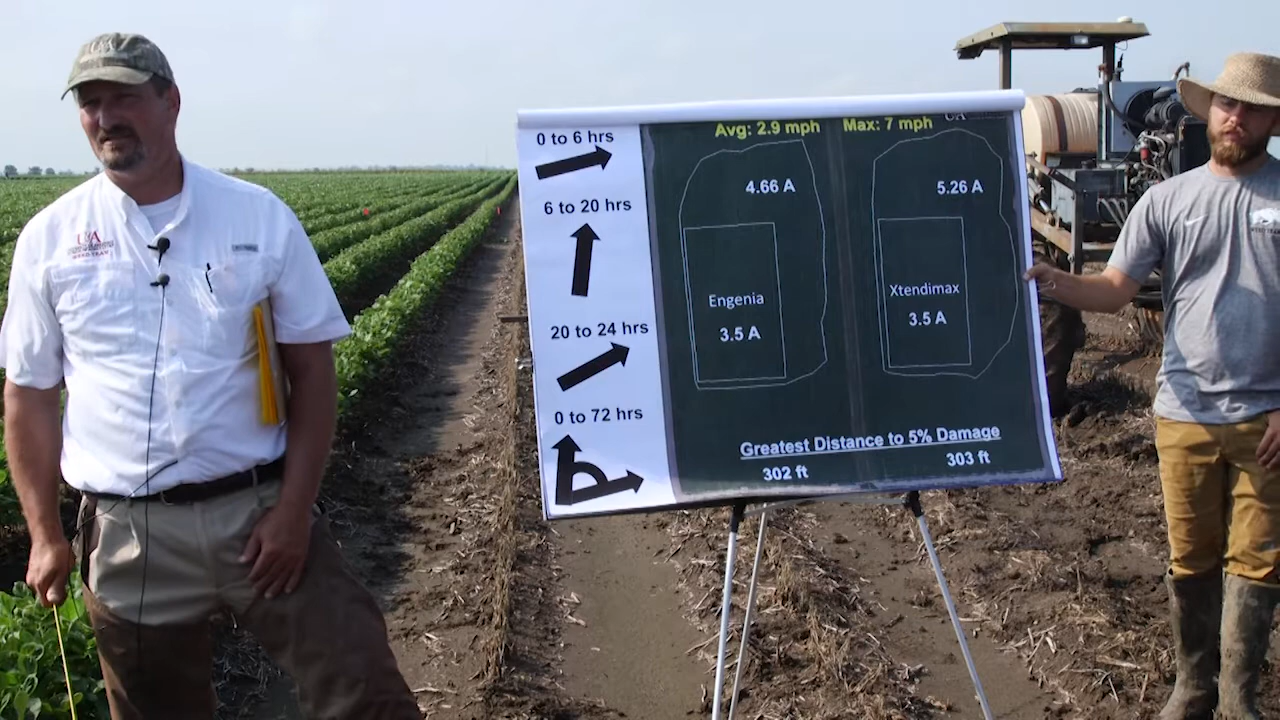 0 to 6 hrs
6 to 20 hrs
20 to 24 hrs
0 to 72 hrs
Avg: 2.9 mph Max: 7 mph
4.66 A
5.26 A
Engenia
3.5 A
Xtendimax
3.5 A
Greatest Distance to 5% Damage
302 ft
303 ft